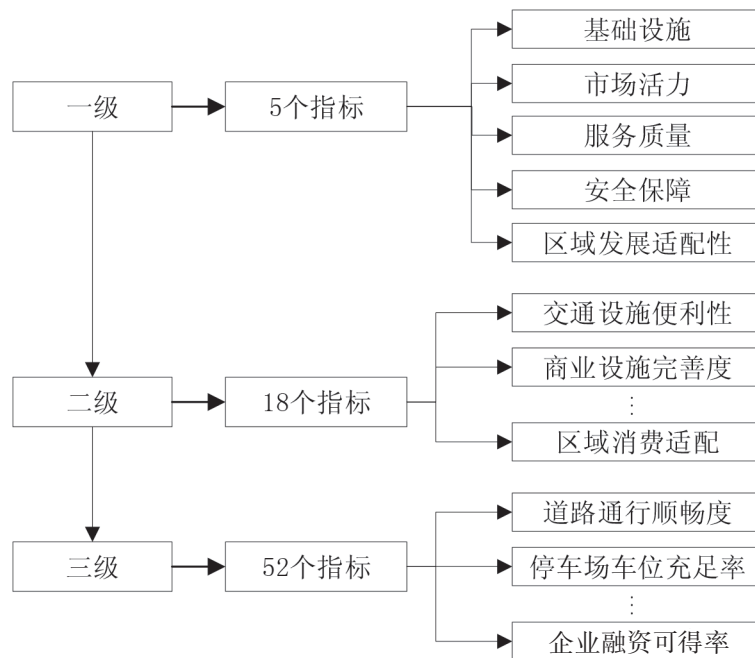 一级
5个指标
基础设施
市场活力
服务质量
安全保障
区域发展适配性
二级
18个指标
交通设施便利性
商业设施完善度
⋮
区域消费适配
三级
52个指标
道路通行顺畅度
停车场车位充足率
⋮
企业融资可得率